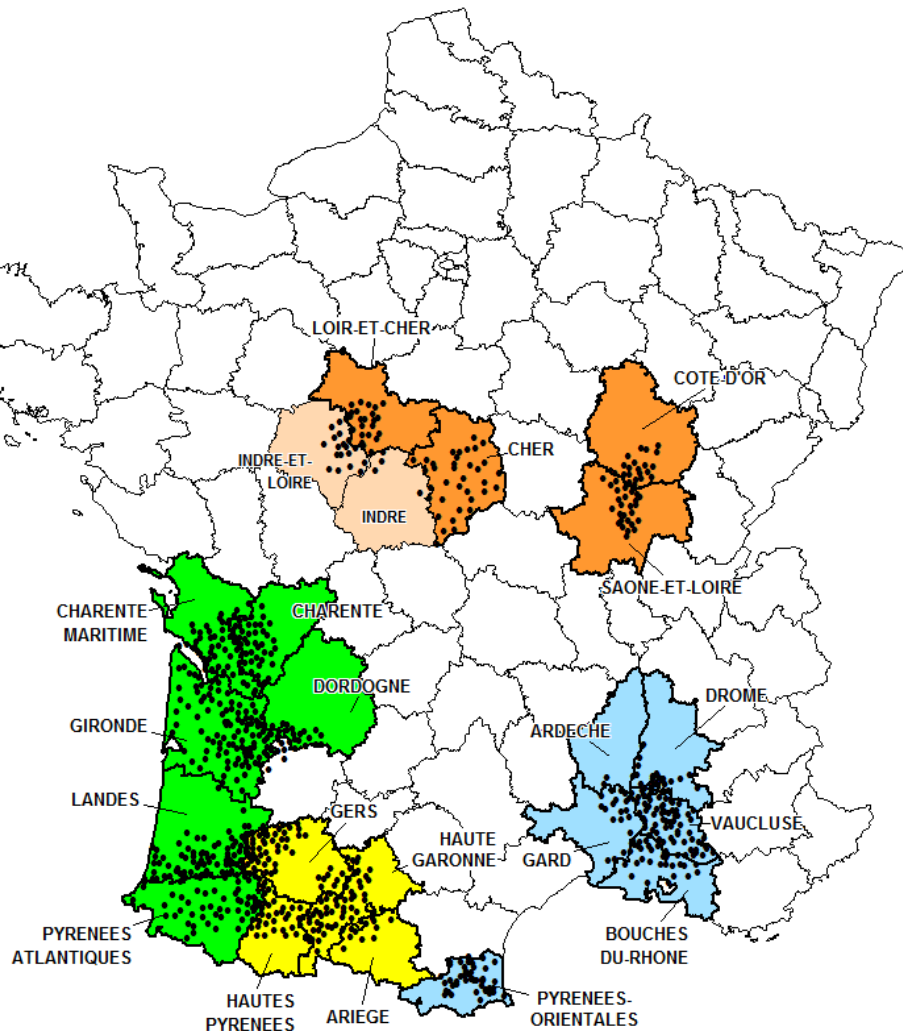 LOIR-ET-CHER
COTE-D'OR
CHER
INDRE-ET-
LOIRE
INDRE
SAONE-ET-LOIRE
CHARENTE
MARITIME
CHARENTE
DORDOGNE
DROME
GIRONDE
ARDECHE
LANDES
GERS
VAUCLUSE
HAUTE
GARONNE
GARD
PYRENEES
ATLANTIQUES
BOUCHES
DU-RHONE
HAUTES
PYRENEES
ARIEGE
PYRENEES-
ORIENTALES